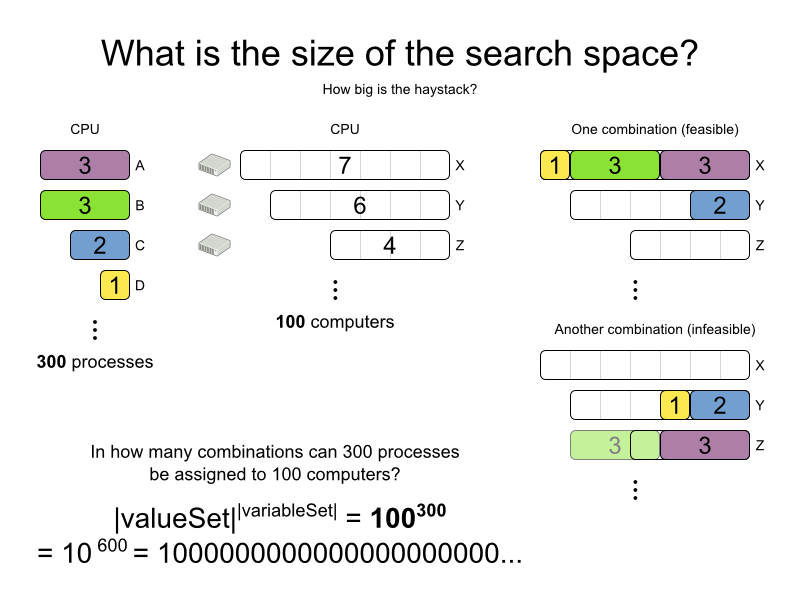 What is the size of the search space?
How big is the haystack?
CPU
3 A
3 B
2 C
1 D
300 processes
CPU
7 X
6 Y
4 Z
100 computers
One combination (feasible)
1 3 3 X
2 Y
Z
Another combination (infeasible)
X
1 2 Y
3 3 Z
In how many combinations can 300 processes
be assigned to 100 computers?
|valueSet|^|variableSet| = 100^300
= 10^600 = 1000000000000000000000...